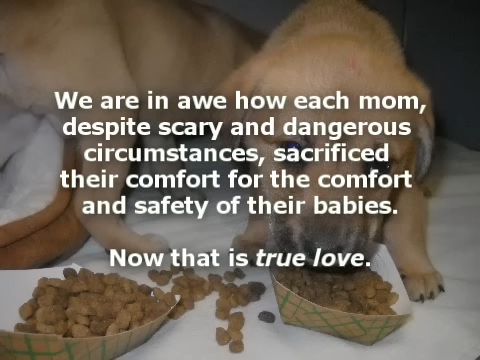 We are in awe how each mom,
despite scary and dangerous
circumstances, sacrificed
their comfort for the comfort
and safety of their babies.
Now that is true love.